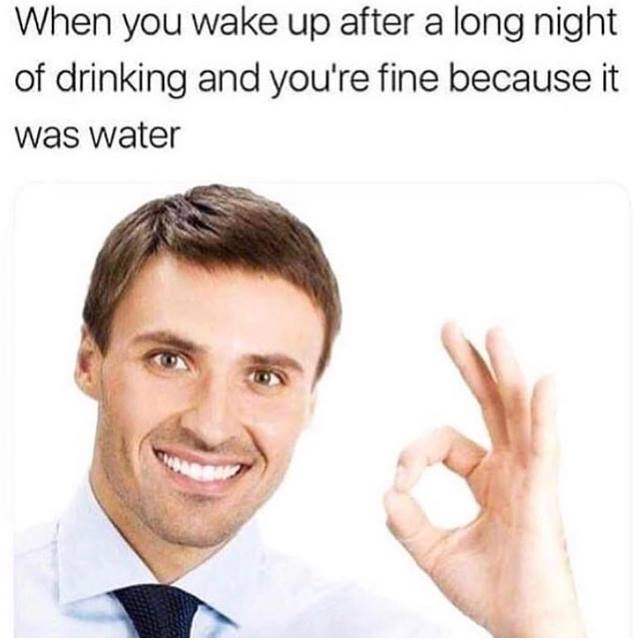 When you wake up after a long night
of drinking and you're fine because it
was water